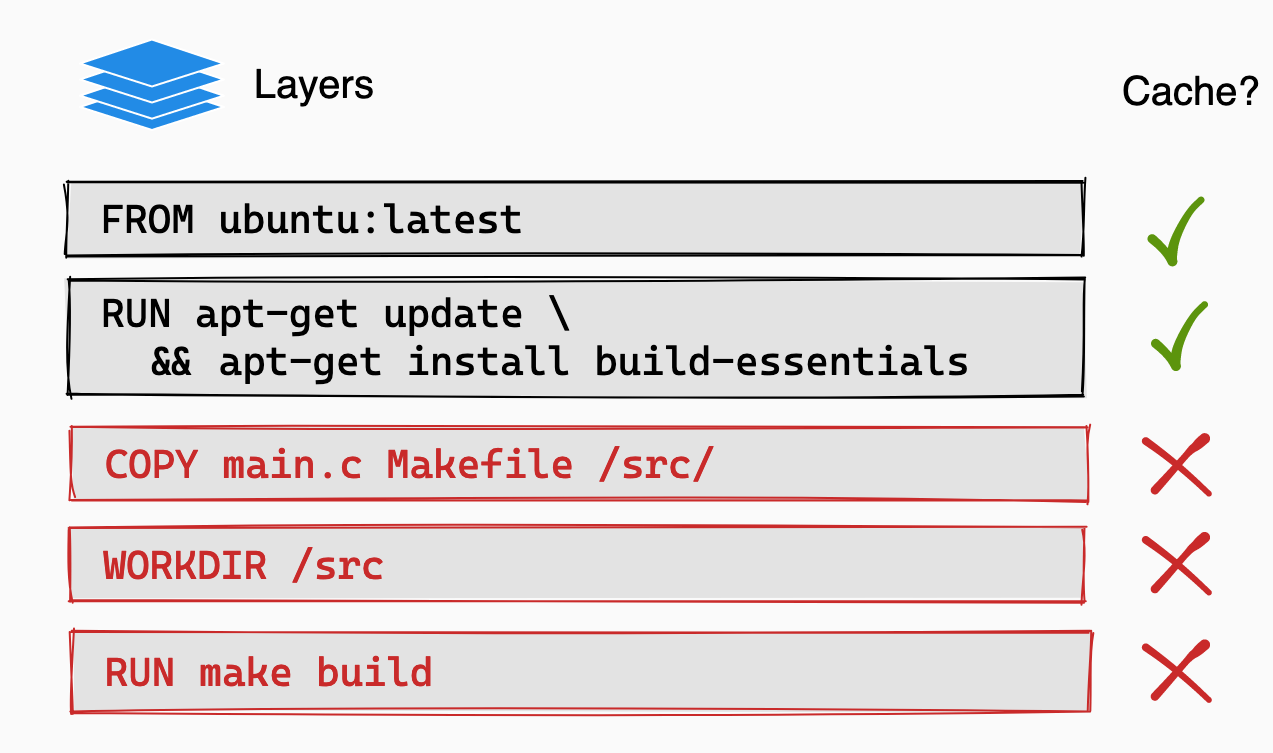 Layers
Cache?
FROM ubuntu:latest
RUN apt-get update \
&& apt-get install build-essentials
COPY main.c Makefile /src/
WORKDIR /src
RUN make build